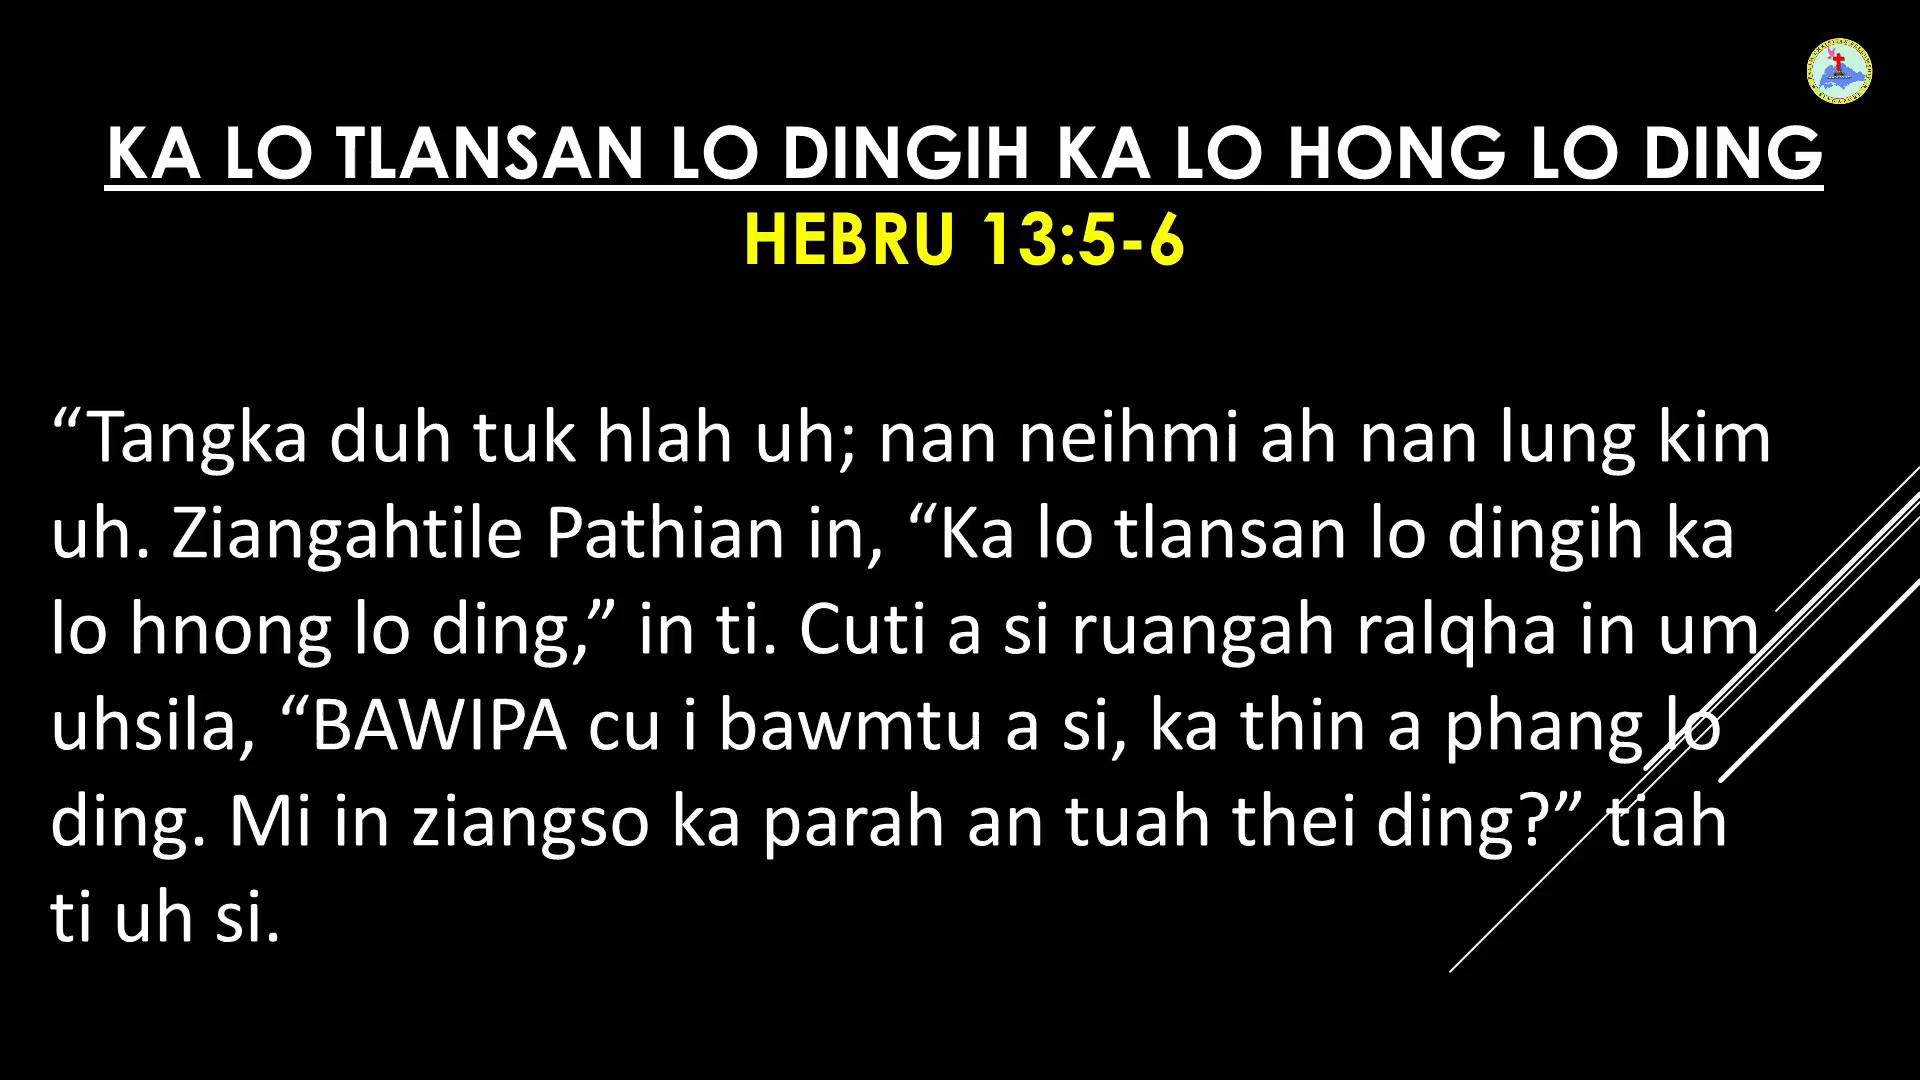 KA LO TLANSAN LO DINGIH KA LO HONG LO DING
HEBRU 13:5-6
“Tangka duh tuk hlah uh; nan neihmi ah nan lung kim
uh. Ziangahtile Pathian in, “Ka lo tlansan lo dingih ka
lo hnong lo ding,” in ti. Cuti a si ruangah ralqha in um
uhsila, “BAWIPA cu i bawmtu a si, ka thin a phang lo
ding. Mi in ziangso ka parah an tuah thei ding?” tiah
ti uh si.